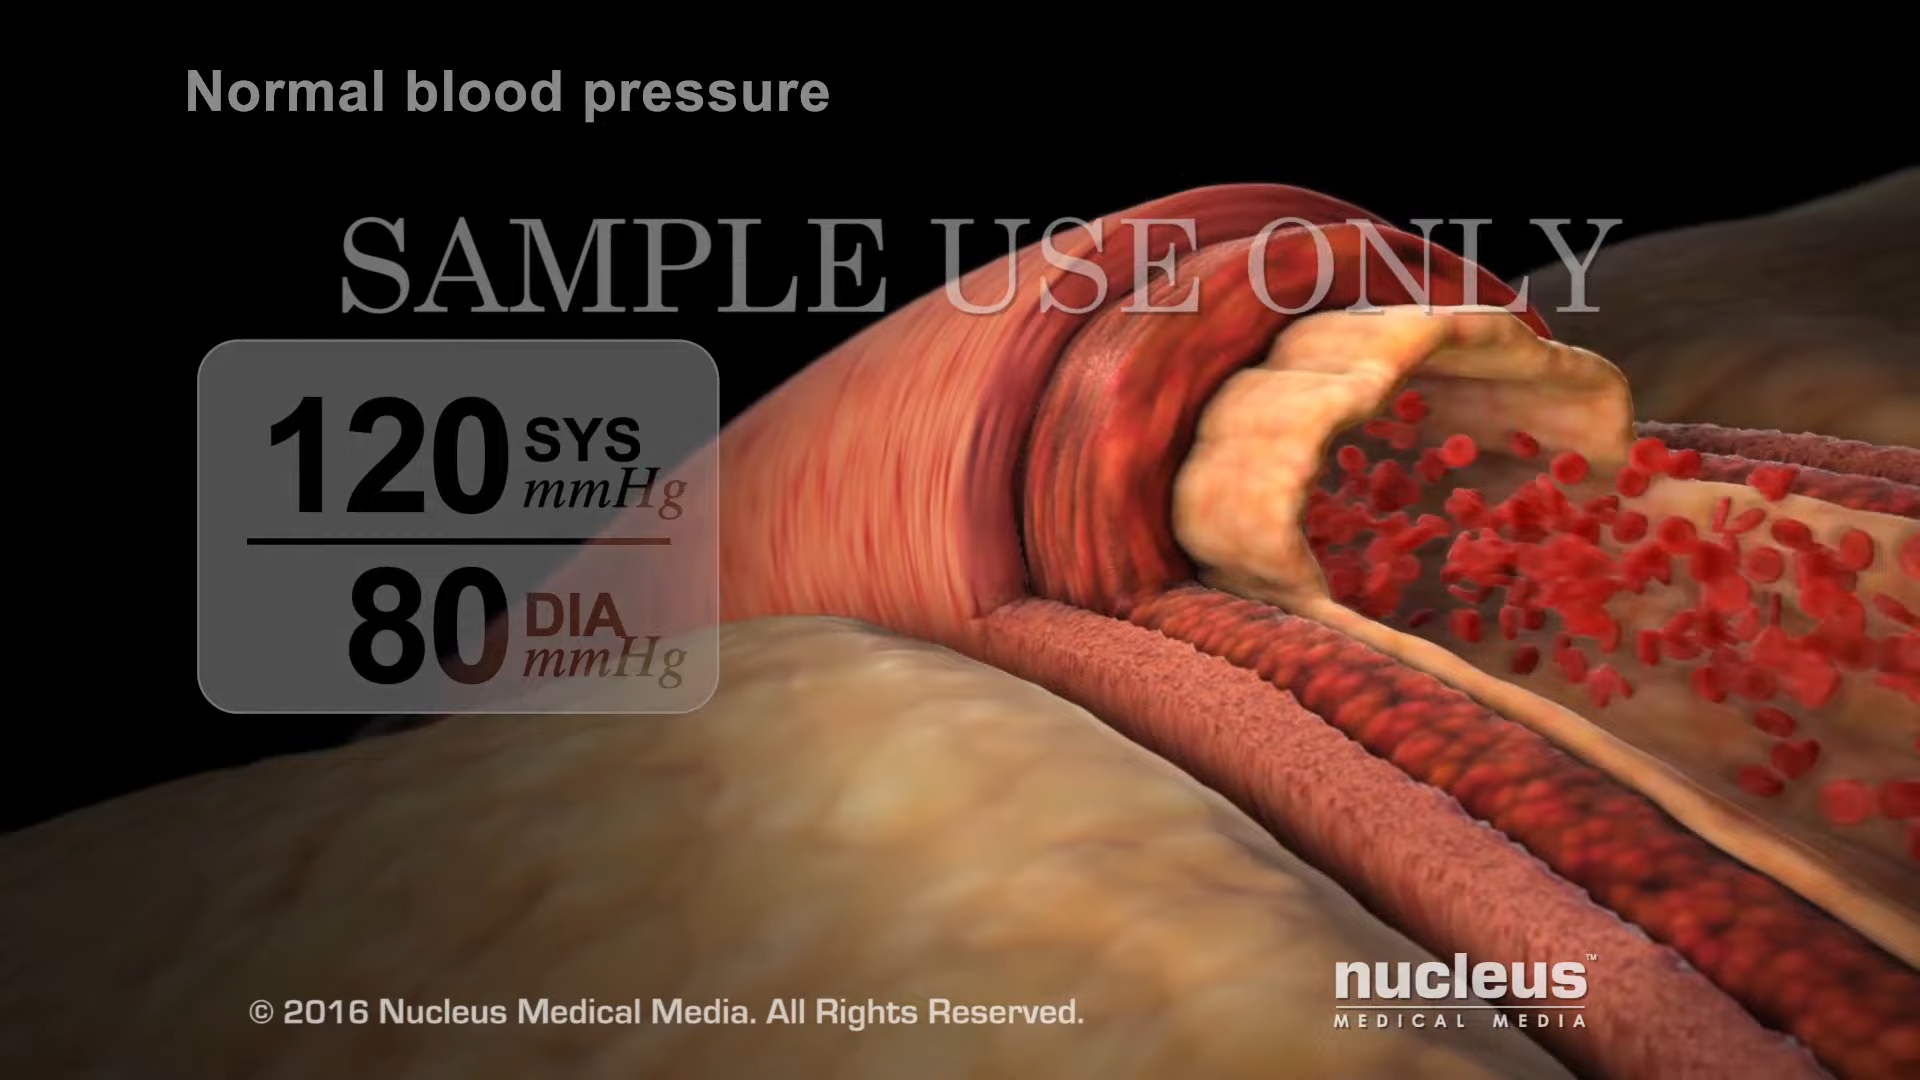 Normal blood pressure
SAMPLE USE ONLY
120 SYS
mmHg
80 DIA
mmHg
© 2016 Nucleus Medical Media. All Rights Reserved.
nucleus™
MEDICAL MEDIA